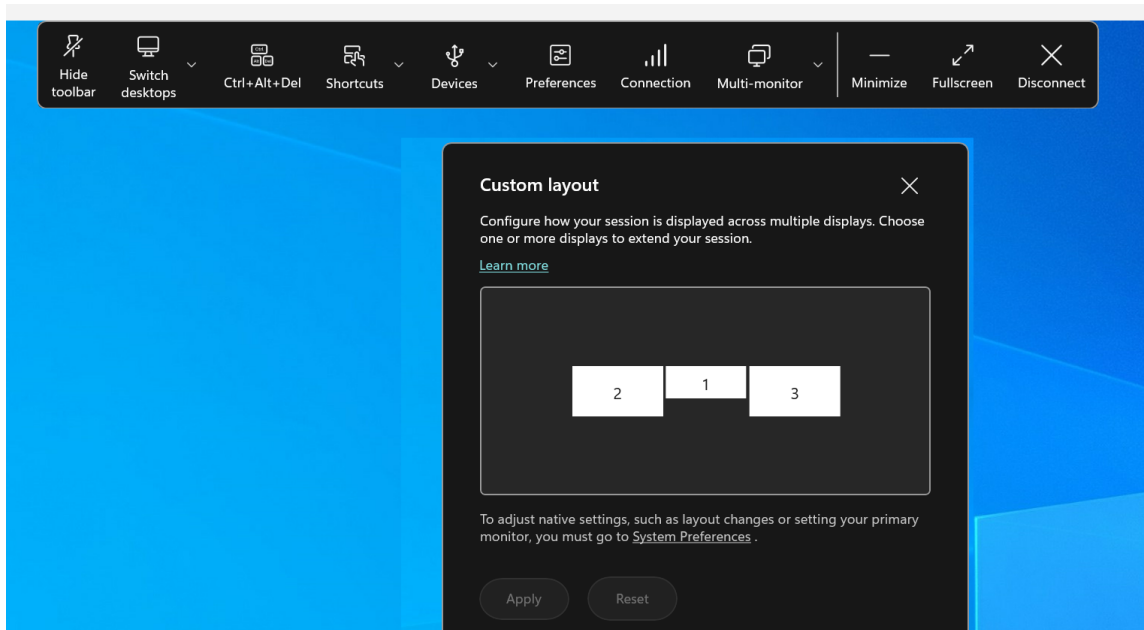 Hide
toolbar
Switch
desktops
Ctrl
Alt Del
Ctrl+Alt+Del
Shortcuts
Devices
Preferences
Connection
Multi-monitor
Minimize
Fullscreen
Disconnect
Custom layout
Configure how your session is displayed across multiple displays. Choose
one or more displays to extend your session.
Learn more
2 1 3
To adjust native settings, such as layout changes or setting your primary
monitor, you must go to System Preferences .
Apply Reset